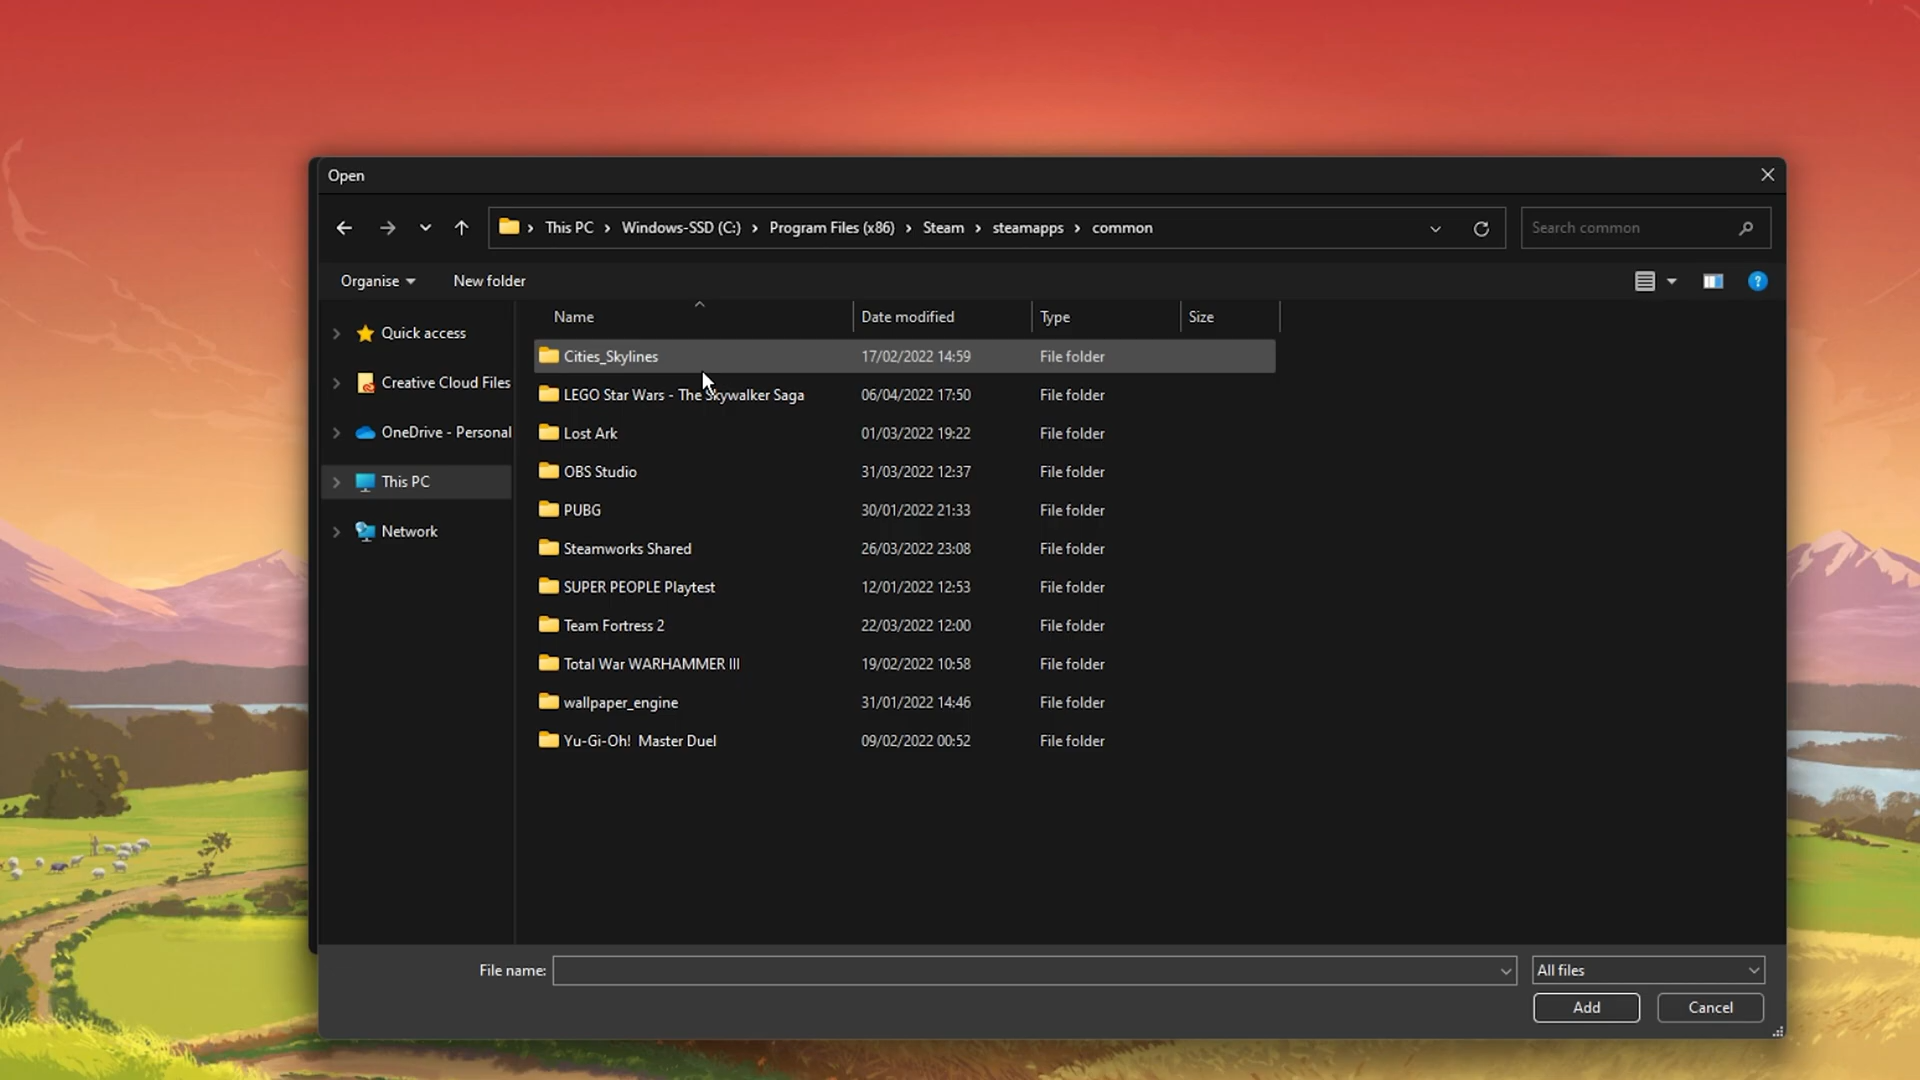 Open
This PC > Windows-SSD (C:) > Program Files (x86) > Steam > steamapps > common
Search common
Organise
New folder
?
Quick access
Creative Cloud Files
OneDrive - Personal
This PC
Network
Name Date modified Type Size
Cities_Skylines 17/02/2022 14:59 File folder
LEGO Star Wars - The Skywalker Saga 06/04/2022 17:50 File folder
Lost Ark 01/03/2022 19:22 File folder
OBS Studio 31/03/2022 12:37 File folder
PUBG 30/01/2022 21:33 File folder
Steamworks Shared 26/03/2022 23:08 File folder
SUPER PEOPLE Playtest 12/01/2022 12:53 File folder
Team Fortress 2 22/03/2022 12:00 File folder
Total War WARHAMMER III 19/02/2022 10:58 File folder
wallpaper_engine 31/01/2022 14:46 File folder
Yu-Gi-Oh!  Master Duel 09/02/2022 00:52 File folder
File name:
All files
Add
Cancel